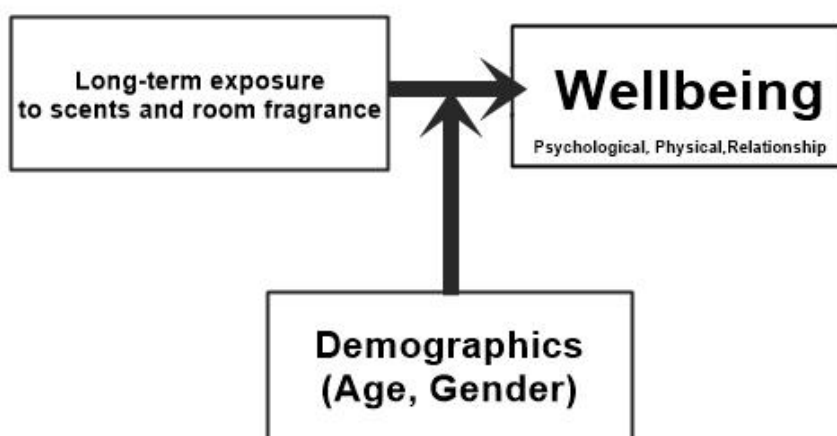 Long-term exposure
to scents and room fragrance
Wellbeing
Psychological, Physical,Relationship
Demographics
(Age, Gender)